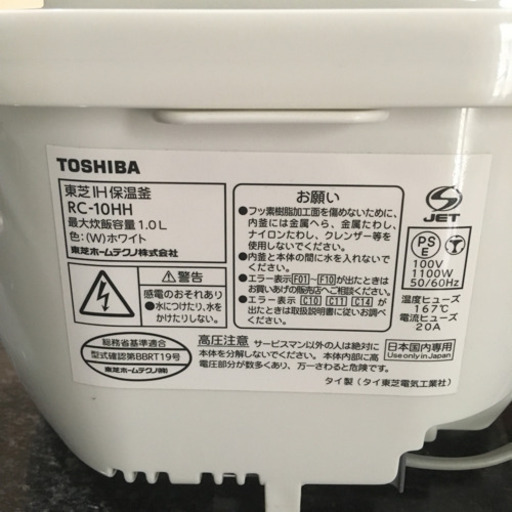 TOSHIBA
東芝IH保温釜
RC-10HH
最大炊飯容量1.0L
色:(W)ホワイト
東芝ホームテクノ株式会社
警告
感電のおそれあり
●水につけたり、水を
かけたりしない。
総務省基準適合
型式確認第BBRT19号
東芝ホームテクノ(株)
お願い
●フッ素樹脂加工面を傷めないために、
内釜には金属へら、金属たわし、
ナイロンたわし、クレンザー等を
使用しないでください。
●内釜と本体の間に水を入れないで
ください。
●エラー表示F01～F10が出たときは
お買いあげの販売店へご相談ください。
●エラー表示 C10 C11 C14 が
出たときは取扱説明書に従いお調べ
ください。
高圧注意 サービスマン以外の人は絶対に
本体を分解しないでください。本体内部に高
電圧部分が数多くあり、万一さわると危険です。
タイ製(タイ東芝電気工業社)
JET
PS
E
100V
1100W
50/60Hz
温度ヒューズ
167℃
電流ヒューズ
20A
日本国内専用
Use only in Japan